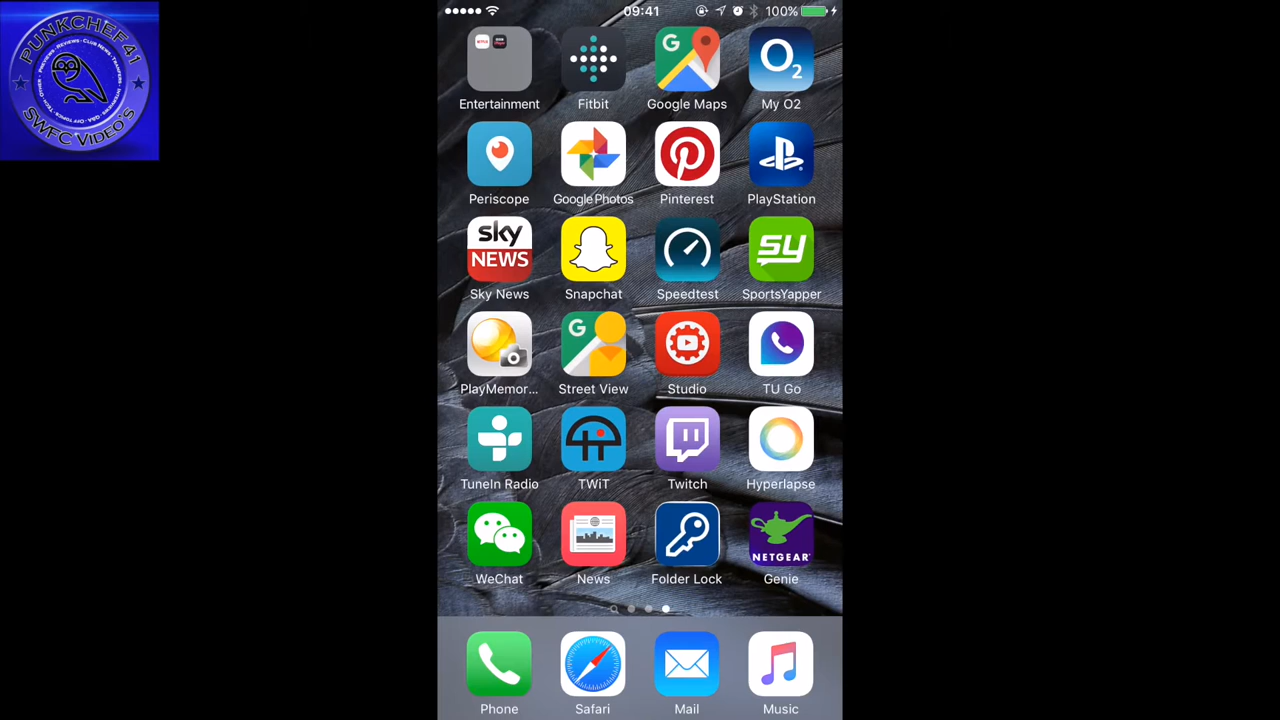 PUNKCHEF 41
SWFC VIDEO'S
09:41
100%
Entertainment
Fitbit
Google Maps
My O2
Periscope
Google Photos
Pinterest
PlayStation
sky
NEWS
Sky News
Snapchat
Speedtest
SportsYapper
PlayMemor...
Street View
Studio
TU Go
TuneIn Radio
TWiT
Twitch
Hyperlapse
NETGEAR
WeChat
News
Folder Lock
Genie
Phone
Safari
Mail
Music